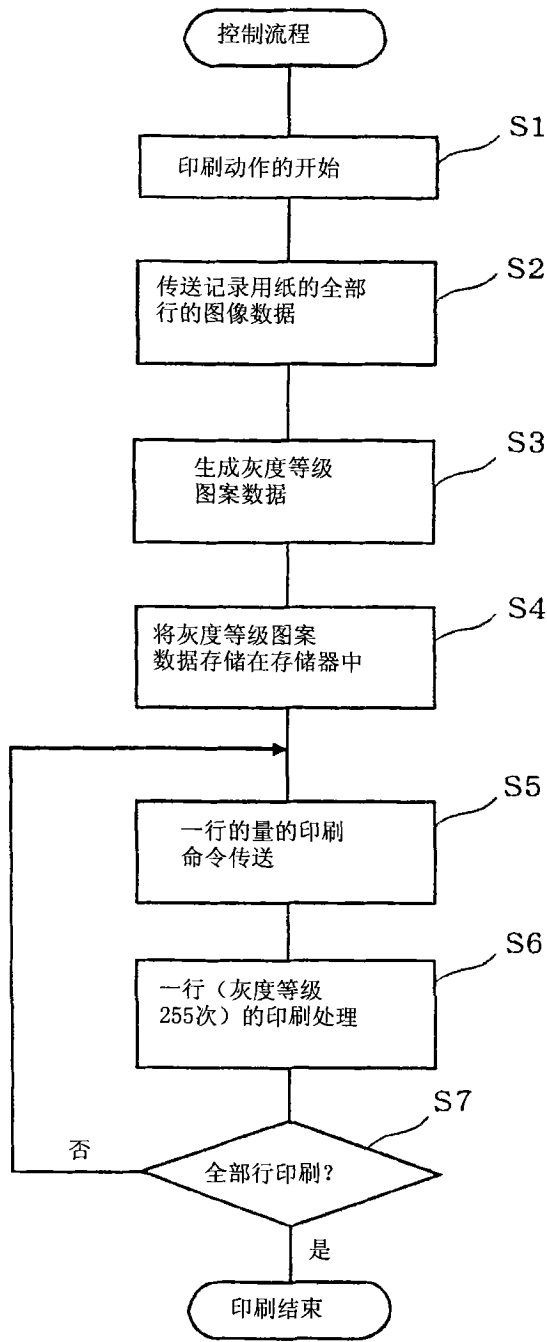 控制流程
S1
印刷动作的开始
S2
传送记录用纸的全部
行的图像数据
S3
生成灰度等级
图案数据
S4
将灰度等级图案
数据存储在存储器中
S5
一行的量的印刷
命令传送
S6
一行（灰度等级
255次）的印刷处理
S7
否
全部行印刷?
是
印刷结束